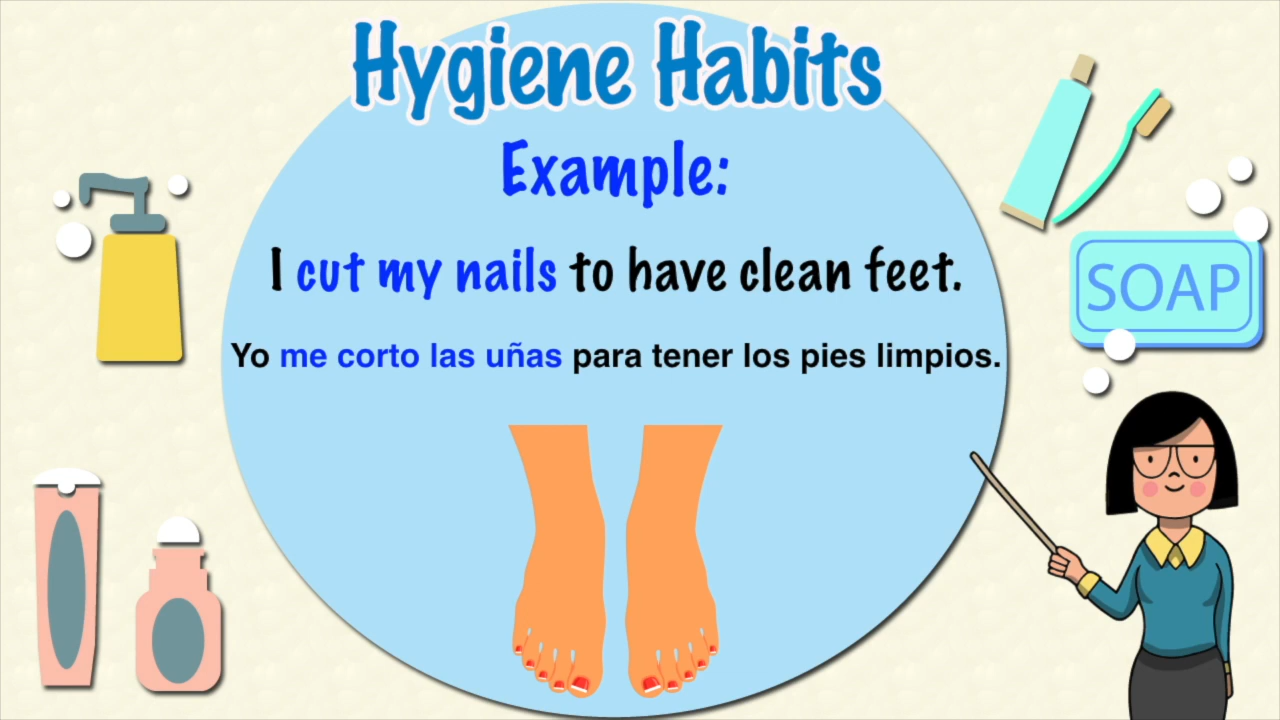 Hygiene Habits
Example:
I cut my nails to have clean feet.
Yo me corto las uñas para tener los pies limpios.
SOAP